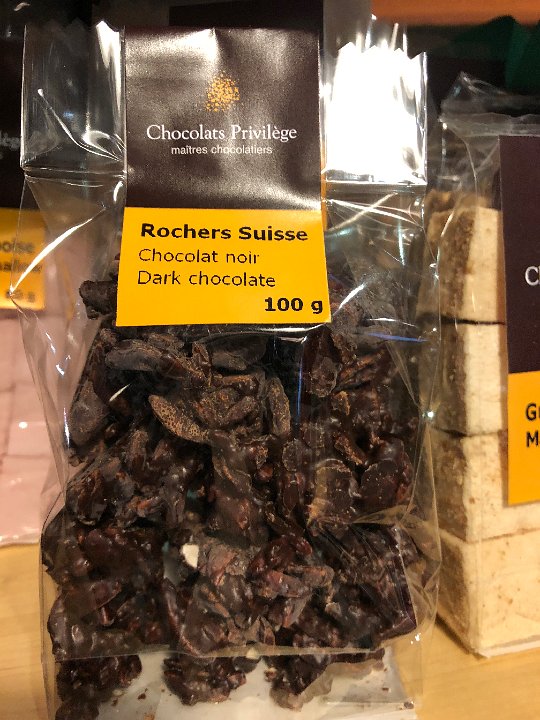 Chocolats Privilège
maîtres chocolatiers
Rochers Suisse
Chocolat noir
Dark chocolate
100 g